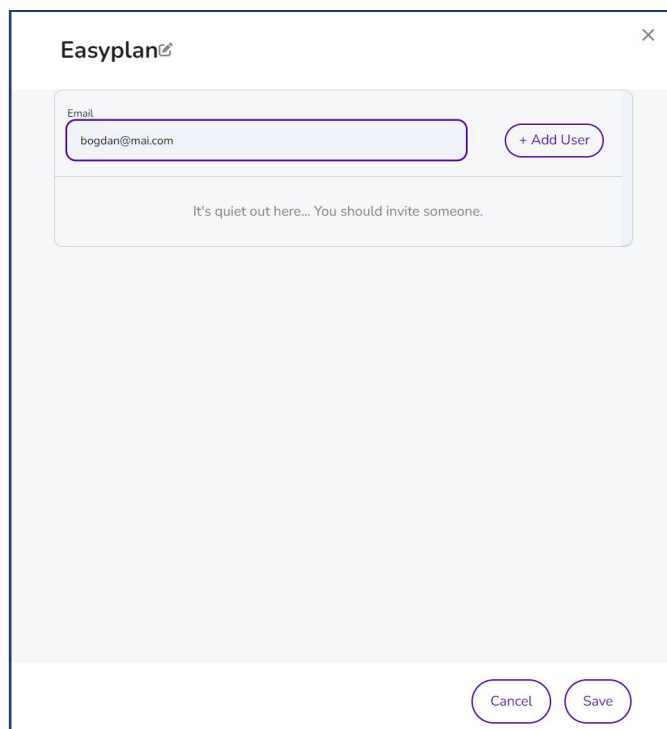 Easyplan
Email
bogdan@mai.com
+ Add User
It's quiet out here... You should invite someone.
Cancel
Save